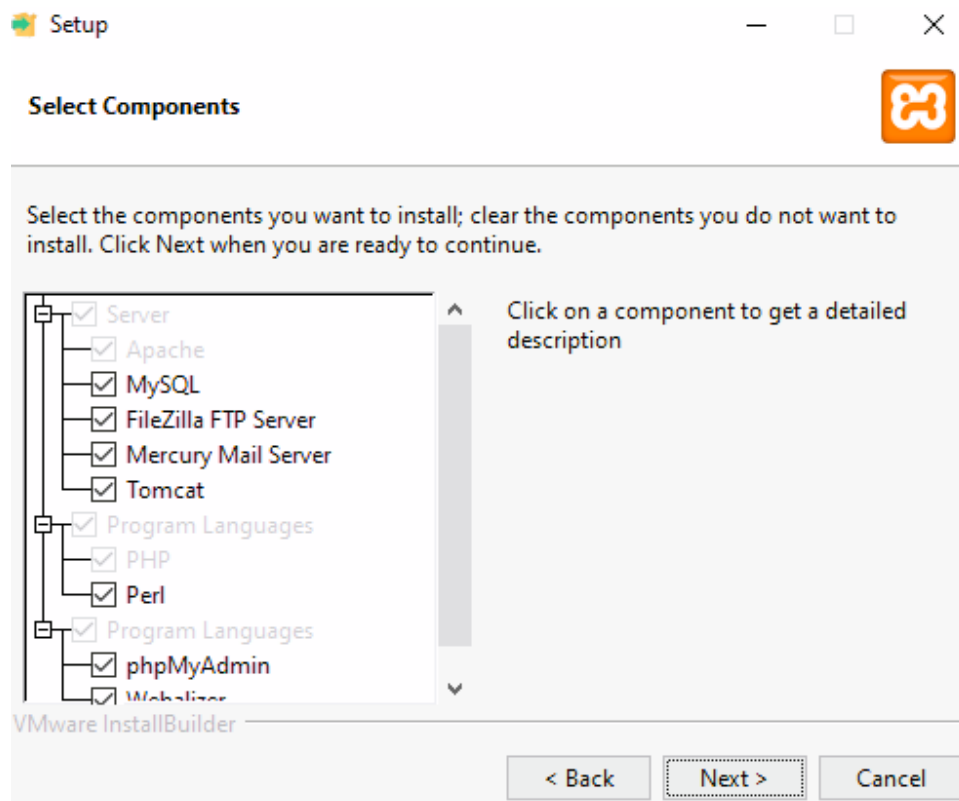 Setup
Select Components
Select the components you want to install; clear the components you do not want to
install. Click Next when you are ready to continue.
Server
Apache
MySQL
FileZilla FTP Server
Mercury Mail Server
Tomcat
Program Languages
PHP
Perl
Program Languages
phpMyAdmin
Webalizer
Click on a component to get a detailed
description
VMware InstallBuilder
< Back
Next >
Cancel